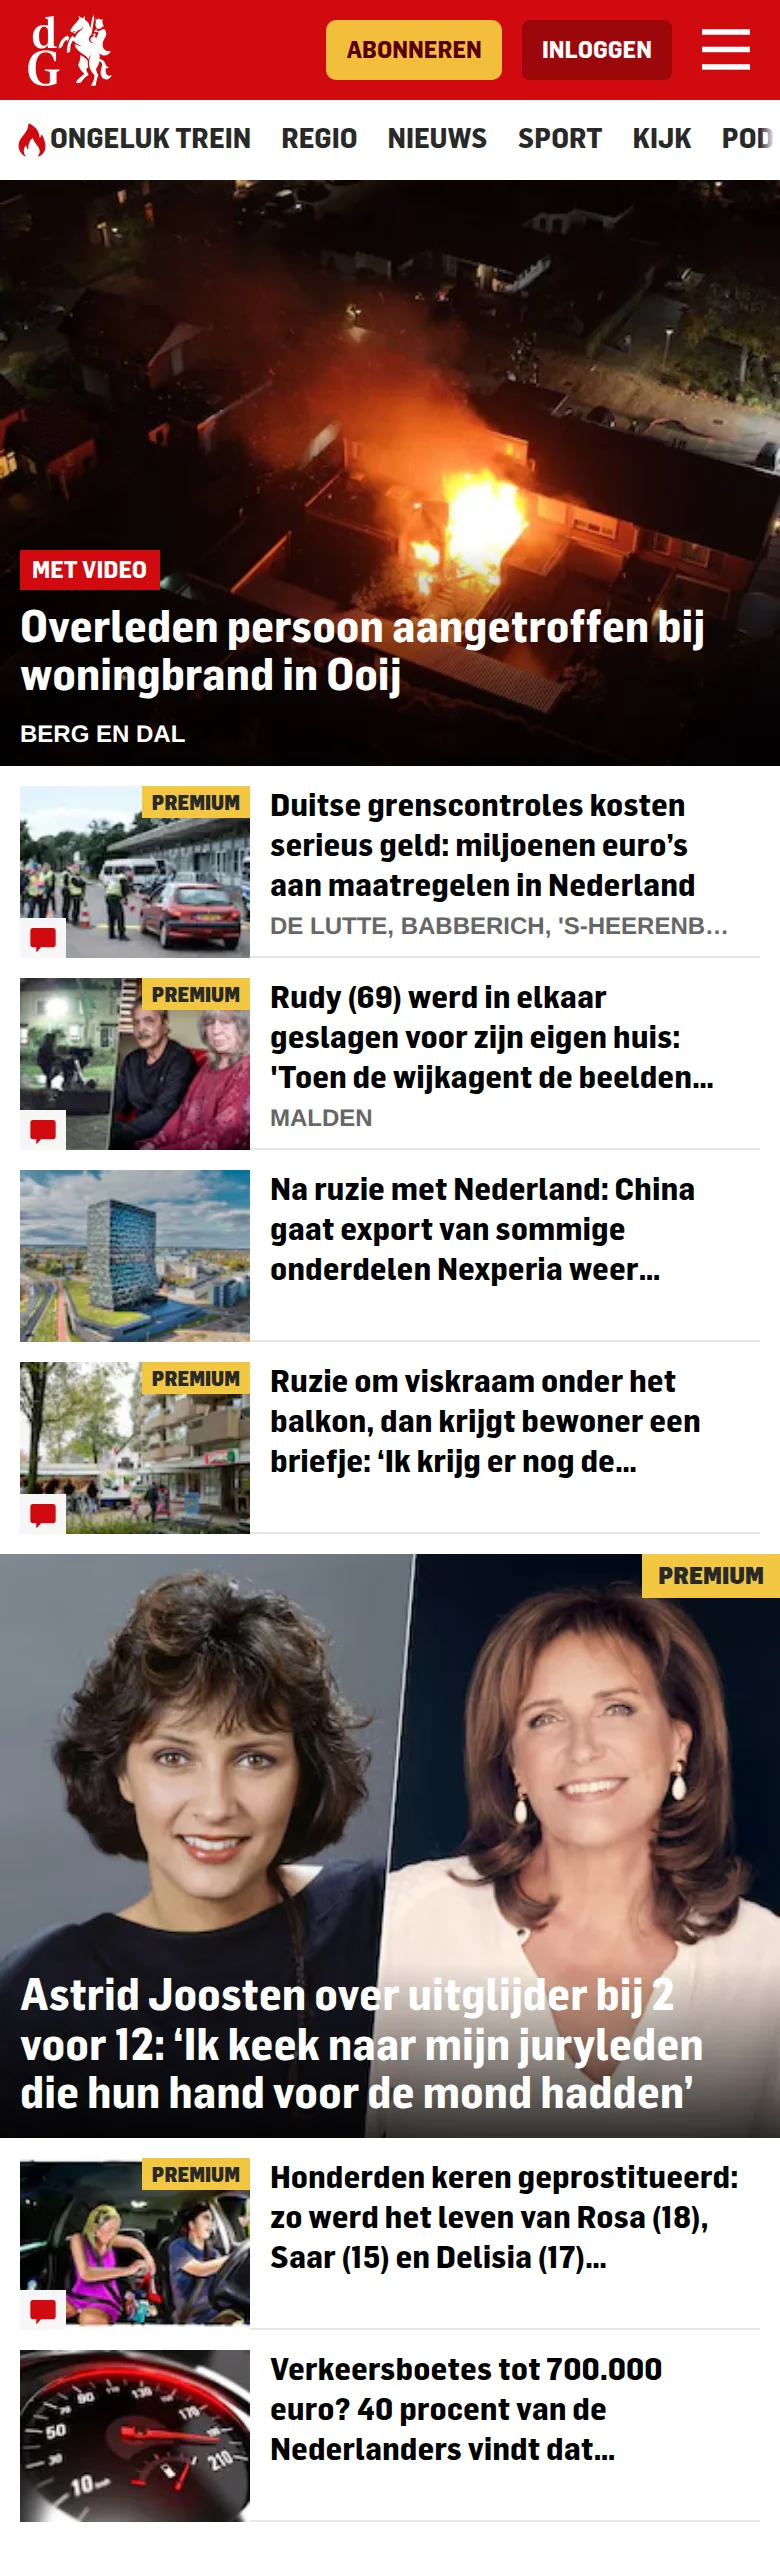 dG
ABONNEREN
INLOGGEN
ONGELUK TREIN REGIO NIEUWS SPORT KIJK POD
MET VIDEO
Overleden persoon aangetroffen bij
woningbrand in Ooij
BERG EN DAL
PREMIUM
Duitse grenscontroles kosten
serieus geld: miljoenen euro’s
aan maatregelen in Nederland
DE LUTTE, BABBERICH, 'S-HEERENB…
PREMIUM
Rudy (69) werd in elkaar
geslagen voor zijn eigen huis:
'Toen de wijkagent de beelden…
MALDEN
Na ruzie met Nederland: China
gaat export van sommige
onderdelen Nexperia weer…
PREMIUM
Ruzie om viskraam onder het
balkon, dan krijgt bewoner een
briefje: ‘Ik krijg er nog de…
PREMIUM
Astrid Joosten over uitglijder bij 2
voor 12: ‘Ik keek naar mijn juryleden
die hun hand voor de mond hadden’
PREMIUM
Honderden keren geprostitueerd:
zo werd het leven van Rosa (18),
Saar (15) en Delisia (17)…
Verkeersboetes tot 700.000
euro? 40 procent van de
Nederlanders vindt dat…
10
30
50
90
130
170
210